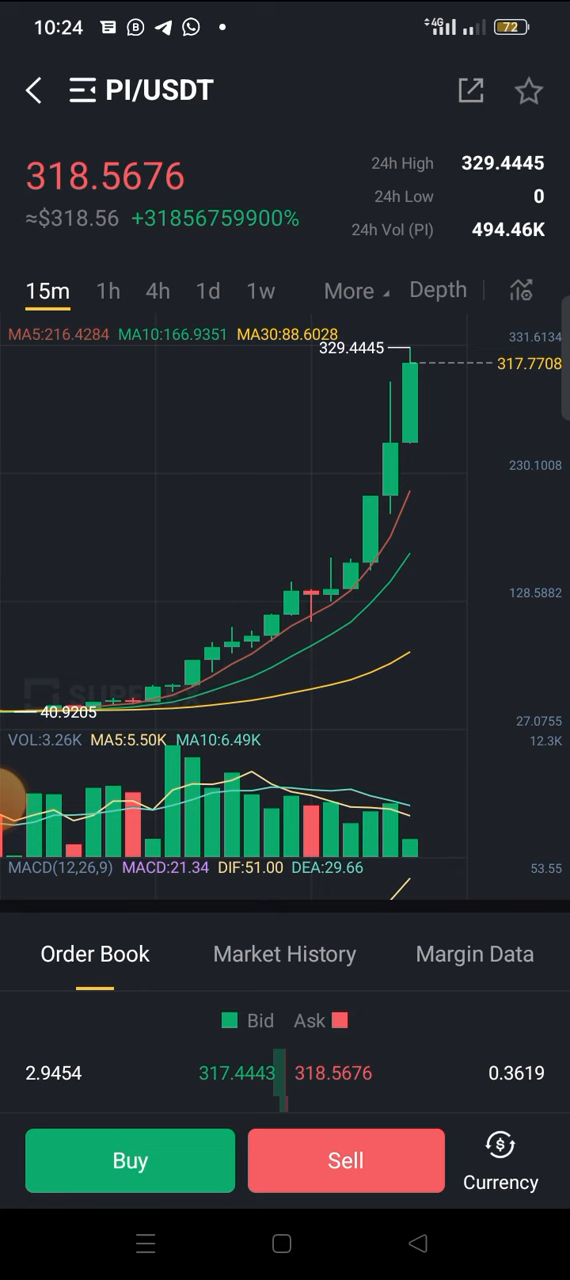 10:24
4G
72
PI/USDT
318.5676
≈$318.56 +31856759900%
24h High 329.4445
24h Low 0
24h Vol (PI) 494.46K
15m 1h 4h 1d 1w More Depth
MA5:216.4284 MA10:166.9351 MA30:88.6028
331.6134
329.4445
317.7708
230.1008
128.5882
40.9205
27.0755
VOL:3.26K MA5:5.50K MA10:6.49K
12.3K
MACD(12,26,9) MACD:21.34 DIF:51.00 DEA:29.66
53.55
Order Book Market History Margin Data
Bid Ask
2.9454 317.4443 318.5676 0.3619
Buy Sell Currency